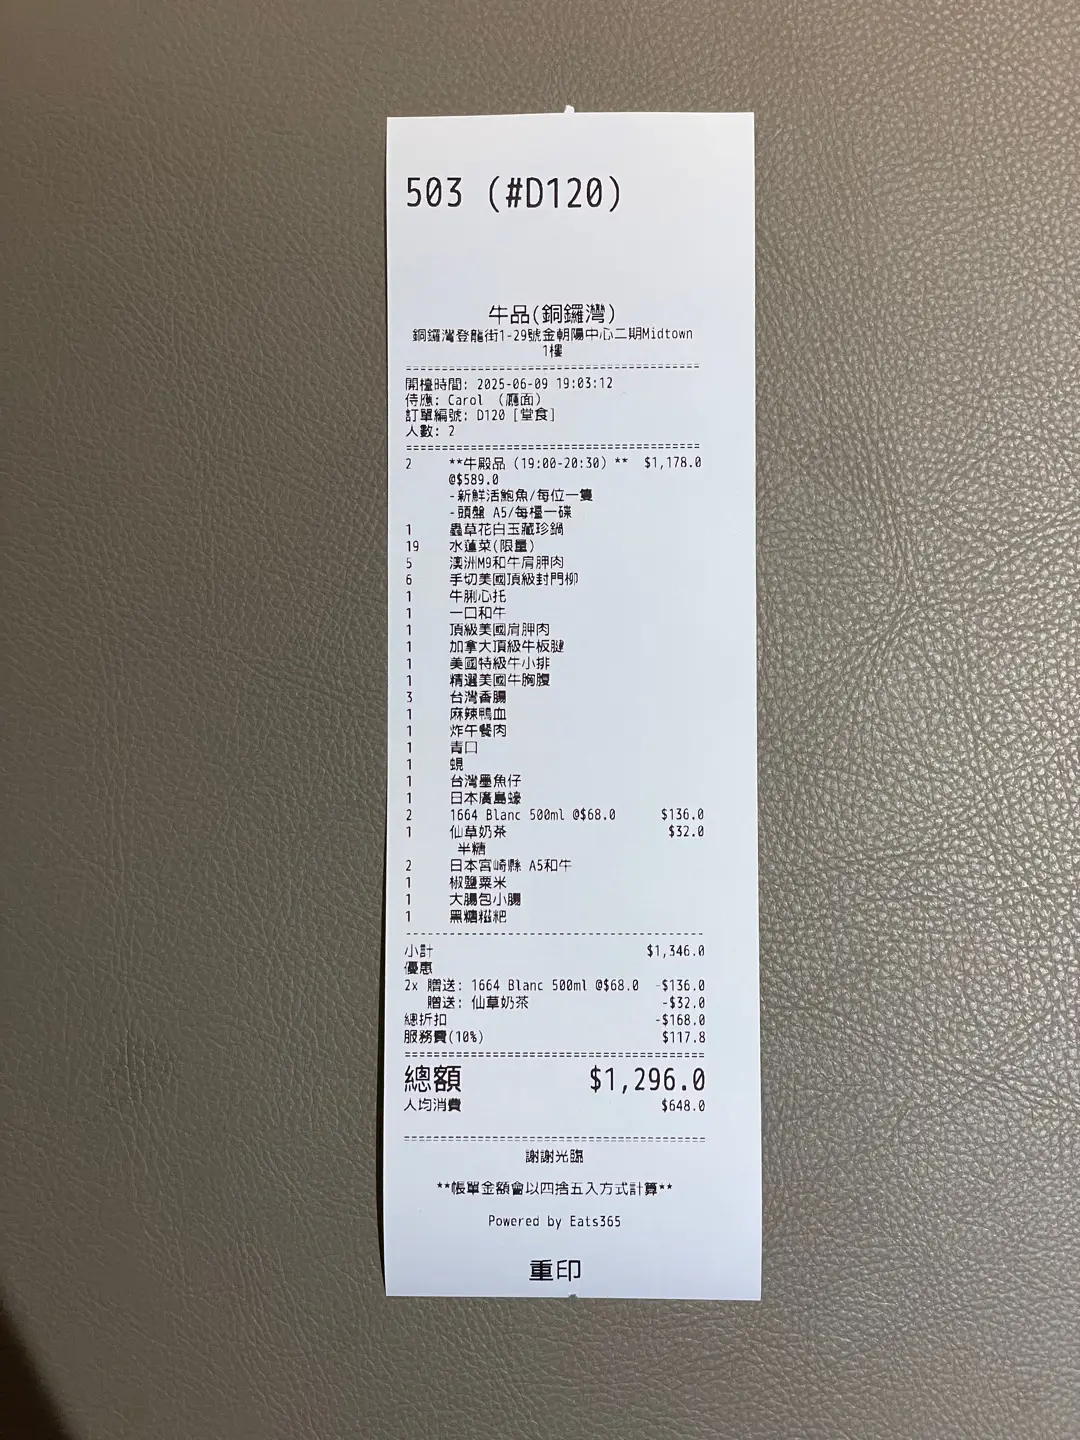 503 (#D120)
牛品(銅鑼灣)
銅鑼灣登龍街1-29號金朝陽中心二期Midtown
1樓
開檯時間: 2025-06-09 19:03:12
侍應: Carol （廳面）
訂單編號: D120 [堂食]
人數: 2
2 **牛殿品 (19:00-20:30) ** $1,178.0
@$589.0
-新鮮活鮑魚/每位一隻
-頭盤 A5/每檯一碟
1 蟲草花白玉藏珍鍋
19 水蓮菜(限量)
5 澳洲M9和牛肩胛肉
6 手切美國頂級封門柳
1 牛脷心托
1 一口和牛
1 頂級美國肩胛肉
1 加拿大頂級牛板腱
1 美國特級牛小排
1 精選美國牛胸腹
3 台灣香腸
1 麻辣鴨血
1 炸午餐肉
1 青口
1 蜆
1 台灣墨魚仔
1 日本廣島蠔
2 1664 Blanc 500ml @$68.0 $136.0
1 仙草奶茶 $32.0
半糖
2 日本宮崎縣 A5和牛
1 椒鹽粟米
1 大腸包小腸
1 黑糖糍粑
小計 $1,346.0
優惠
2x 贈送: 1664 Blanc 500ml @$68.0 -$136.0
贈送: 仙草奶茶 -$32.0
總折扣 -$168.0
服務費(10%) $117.8
總額 $1,296.0
人均消費 $648.0
謝謝光臨
**帳單金額會以四捨五入方式計算**
Powered by Eats365
重印